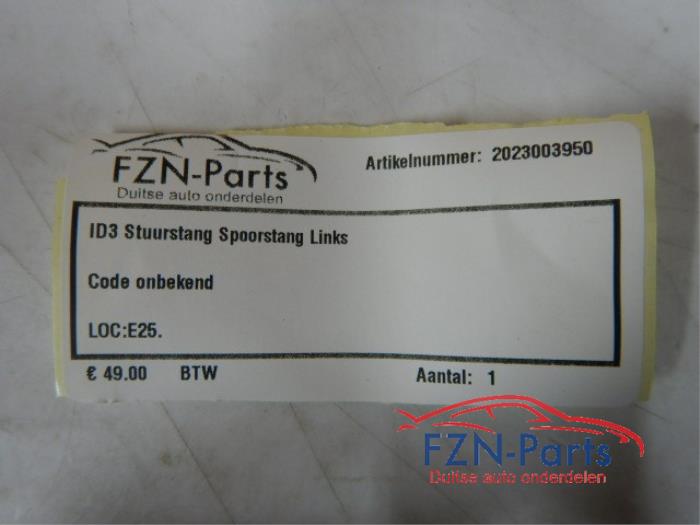 FZN-Parts
Duitse auto onderdelen
Artikelnummer: 2023003950
ID3 Stuurstang Spoorstang Links
Code onbekend
LOC:E25.
€ 49.00 BTW Aantal: 1
FZN-Parts
Duitse auto onderdelen